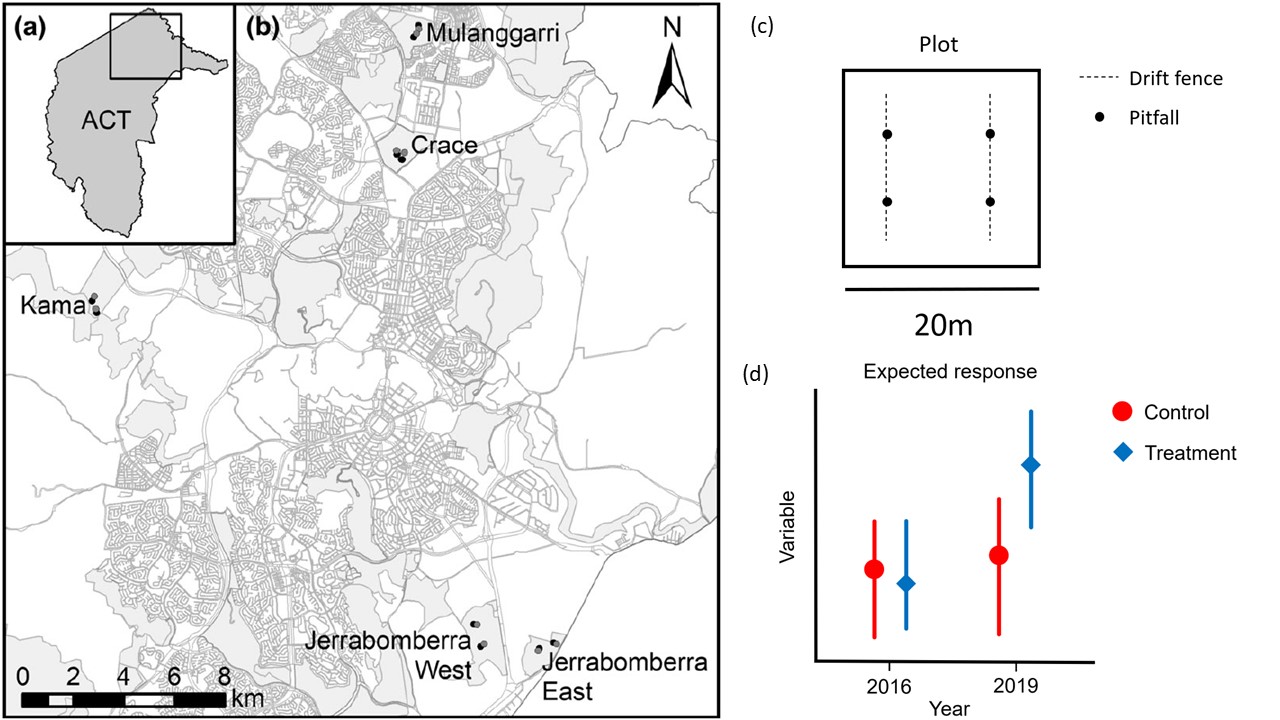 (a)
ACT
(b)
Mulanggarri
N
Crace
Kama
Jerrabomberra
West
Jerrabomberra
East
0 2 4 6 8
km
(c)
Plot
Drift fence
Pitfall
20m
(d)
Expected response
Control
Treatment
Variable
2016 2019
Year